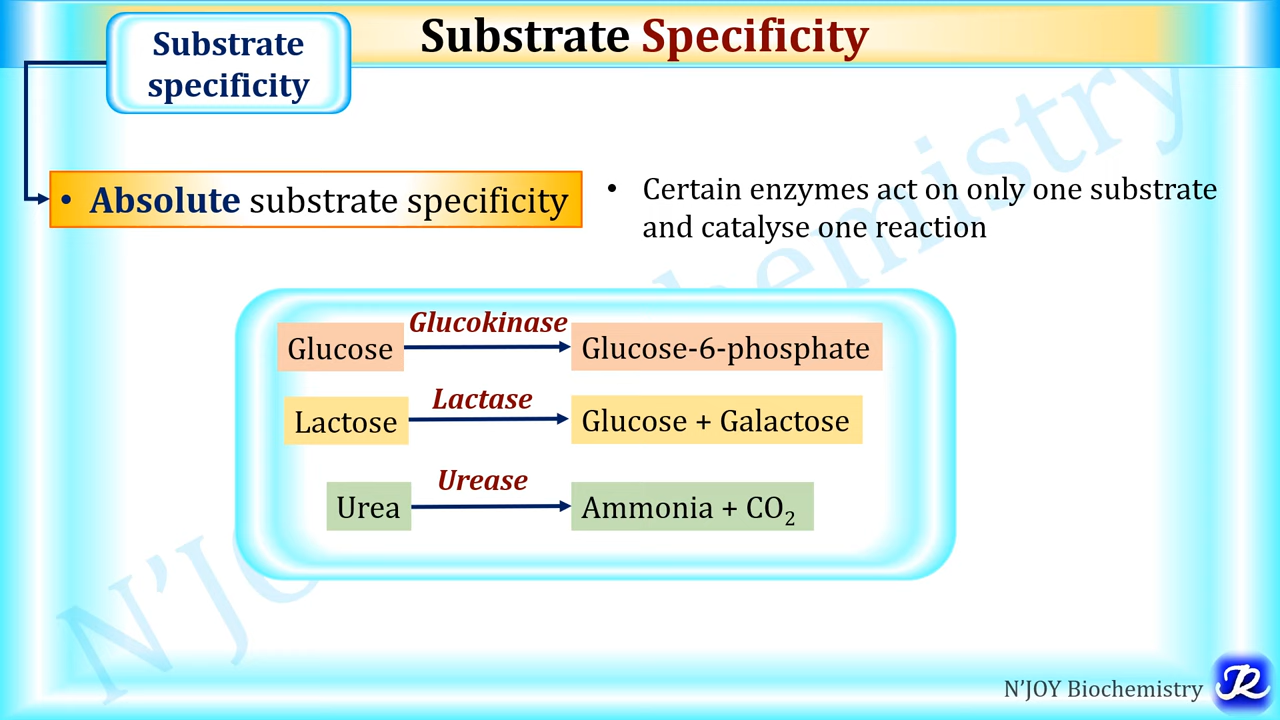 Substrate Specificity
Substrate
specificity
• Absolute substrate specificity
• Certain enzymes act on only one substrate
and catalyse one reaction
Glucose Glucokinase Glucose-6-phosphate
Lactose Lactase Glucose + Galactose
Urea Urease Ammonia + CO₂
N'JOY Biochemistry